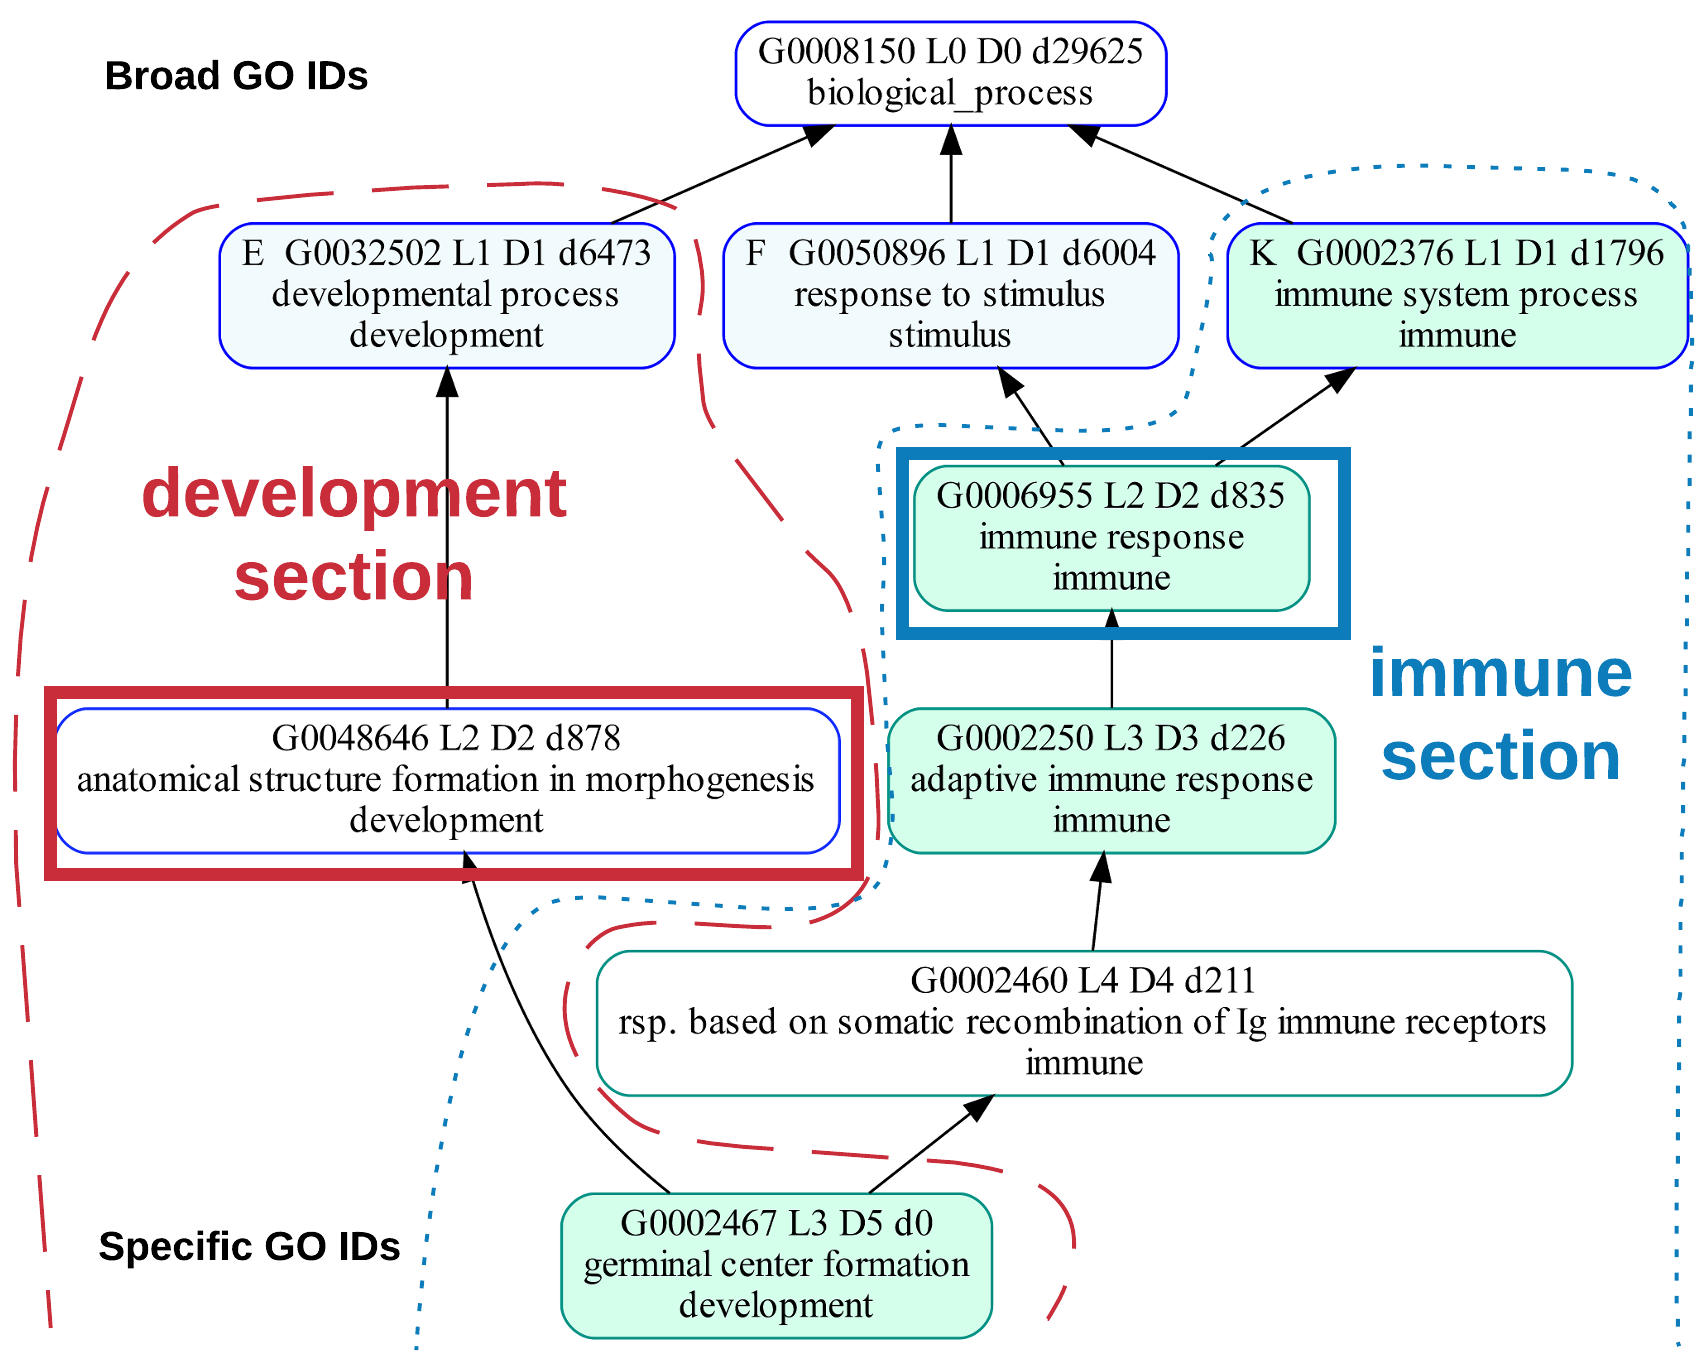 Broad GO IDs
G0008150 L0 D0 d29625
biological_process
E  G0032502 L1 D1 d6473
developmental process
development
F  G0050896 L1 D1 d6004
response to stimulus
stimulus
K  G0002376 L1 D1 d1796
immune system process
immune
development
section
G0006955 L2 D2 d835
immune response
immune
immune
section
G0048646 L2 D2 d878
anatomical structure formation in morphogenesis
development
G0002250 L3 D3 d226
adaptive immune response
immune
G0002460 L4 D4 d211
rsp. based on somatic recombination of Ig immune receptors
immune
Specific GO IDs
G0002467 L3 D5 d0
germinal center formation
development